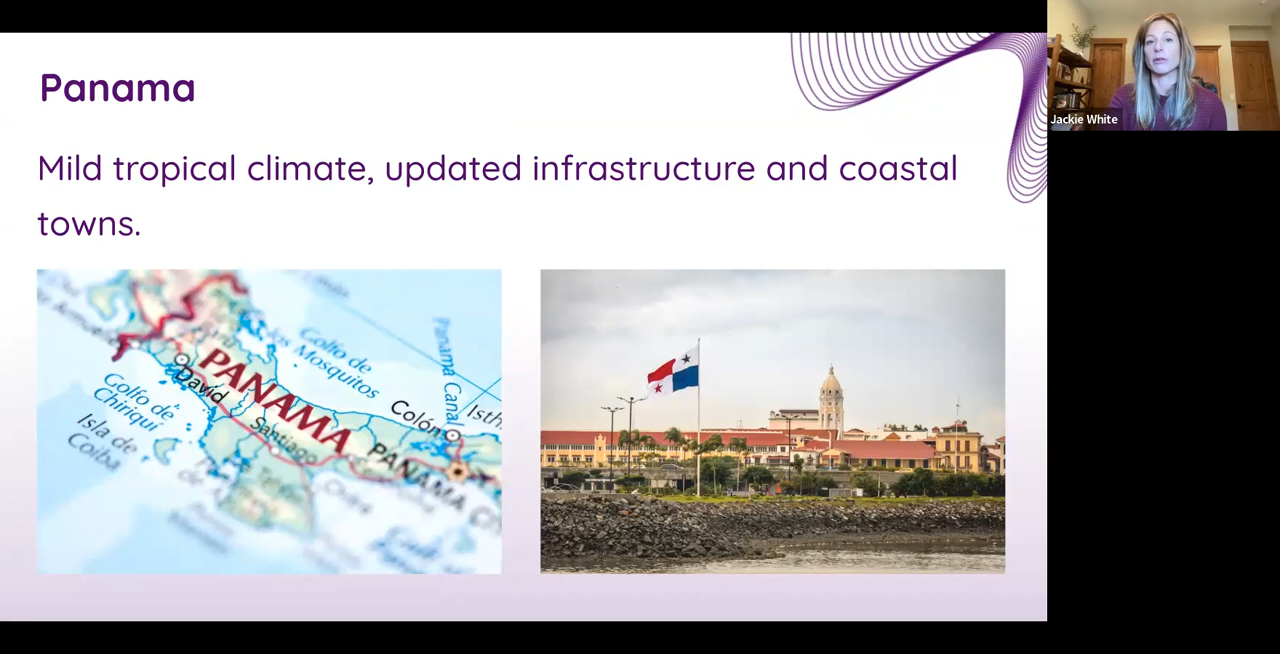 Panama
Mild tropical climate, updated infrastructure and coastal
towns.
Jackie White
Golfo de
Mosquitos
Panama Canal
PANAMA
David
Golfo de
Chiriquí
Isla de
Coiba
Santiago
Colón
Isth
PANAMA